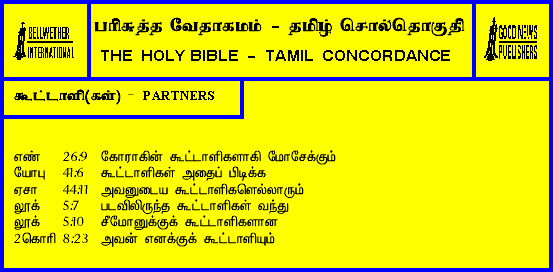 BELLWETHER
INTERNATIONAL
பரிசுத்த வேதாகமம் - தமிழ் சொல்தொகுதி
THE HOLY BIBLE - TAMIL CONCORDANCE
GOOD NEWS
PUBLISHERS
கூட்டாளி(கள்) - PARTNERS
எண் 26:9 கோராகின் கூட்டாளிகளாகி மோசேக்கும்
யோபு 41:6 கூட்டாளிகள் அதைப் பிடிக்க
ஏசா 44:11 அவனுடைய கூட்டாளிகளெல்லாரும்
லூக் 5:7 படவிலிருந்த கூட்டாளிகள் வந்து
லூக் 5:10 சீமோனுக்குக் கூட்டாளிகளான
2கொரி 8:23 அவன் எனக்குக் கூட்டாளியும்